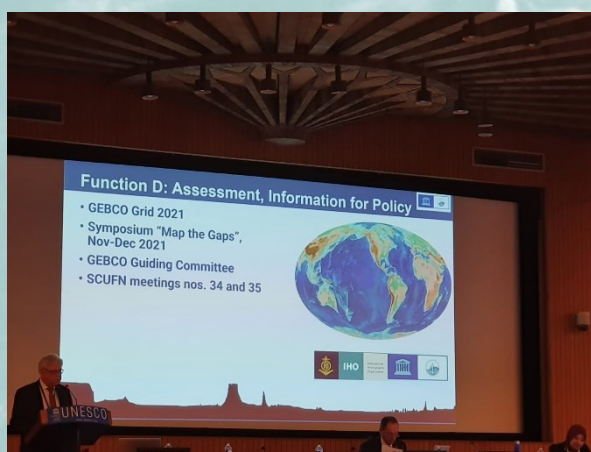 Function D: Assessment, Information for Policy
• GEBCO Grid 2021
• Symposium "Map the Gaps",
Nov-Dec 2021
• GEBCO Guiding Committee
• SCUFN meetings nos. 34 and 35
IHO
UNESCO